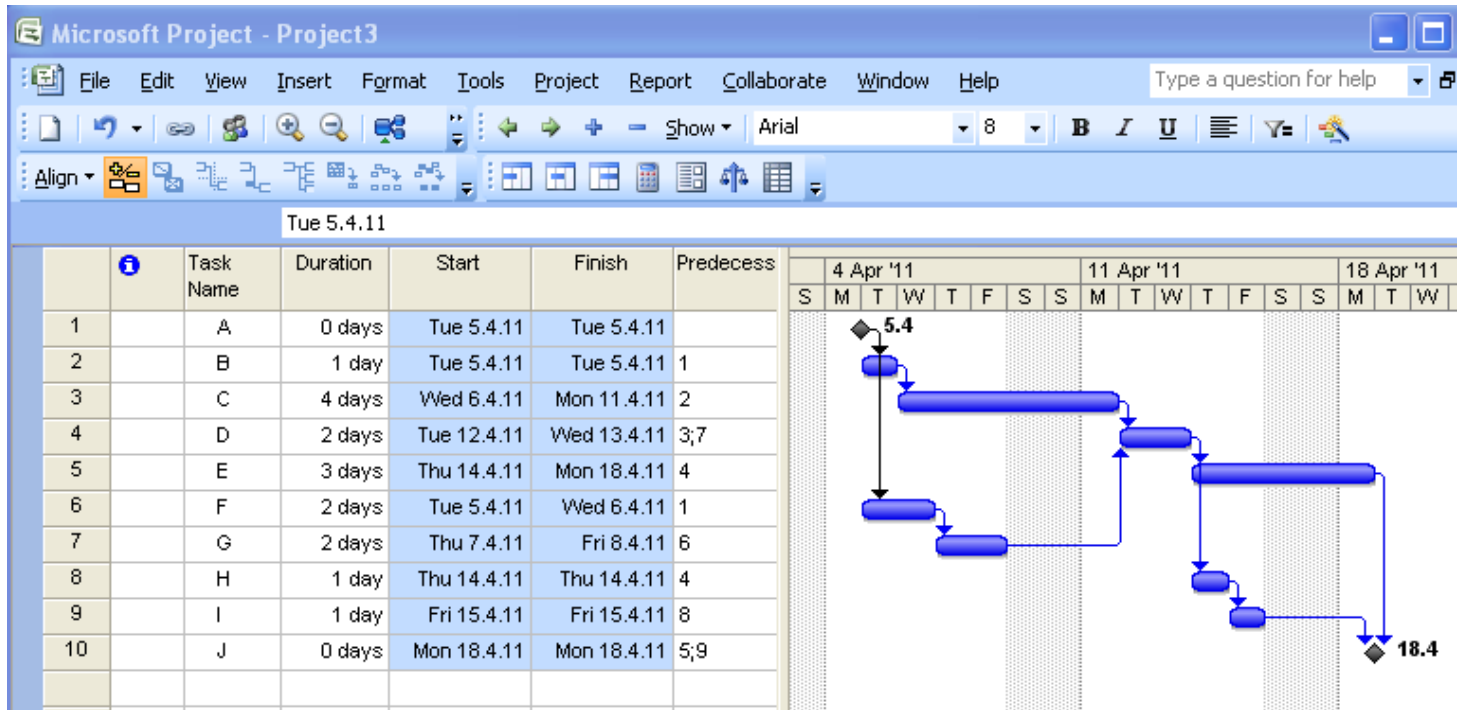 Microsoft Project - Project3
File Edit View Insert Format Tools Project Report Collaborate Window Help Type a question for help
Show Arial 8 B I U
Align
Tue 5.4.11
Task Name Duration Start Finish Predecess
4 Apr '11 11 Apr '11 18 Apr '11
S M T W T F S S M T W T F S S M T W
1 A 0 days Tue 5.4.11 Tue 5.4.11 5.4
2 B 1 day Tue 5.4.11 Tue 5.4.11 1
3 C 4 days Wed 6.4.11 Mon 11.4.11 2
4 D 2 days Tue 12.4.11 Wed 13.4.11 3;7
5 E 3 days Thu 14.4.11 Mon 18.4.11 4
6 F 2 days Tue 5.4.11 Wed 6.4.11 1
7 G 2 days Thu 7.4.11 Fri 8.4.11 6
8 H 1 day Thu 14.4.11 Thu 14.4.11 4
9 I 1 day Fri 15.4.11 Fri 15.4.11 8
10 J 0 days Mon 18.4.11 Mon 18.4.11 5;9 18.4